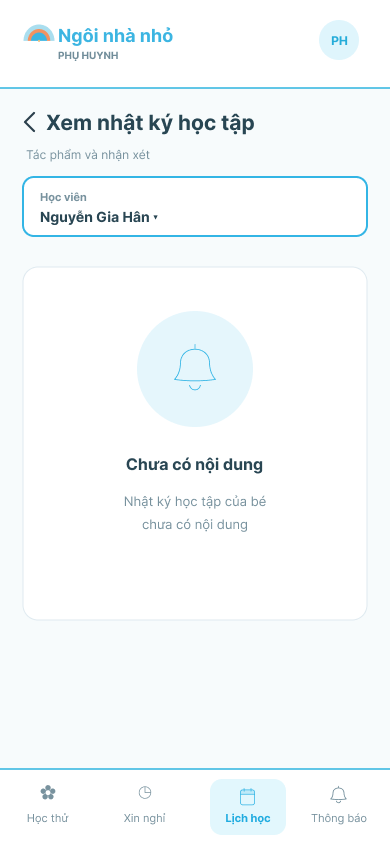 Ngôi nhà nhỏ
PHỤ HUYNH
PH
Xem nhật ký học tập
Tác phẩm và nhận xét
Học viên
Nguyễn Gia Hân ▾
Chưa có nội dung
Nhật ký học tập của bé
chưa có nội dung
Học thử
Xin nghỉ
Lịch học
Thông báo